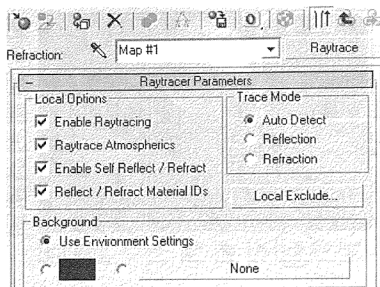 Refraction: Map #1 Raytrace
Raytracer Parameters
Local Options
Enable Raytracing
Raytrace Atmospherics
Enable Self Reflect / Refract
Reflect / Refract Material IDs
Trace Mode
Auto Detect
Reflection
Refraction
Local Exclude...
Background
Use Environment Settings
None